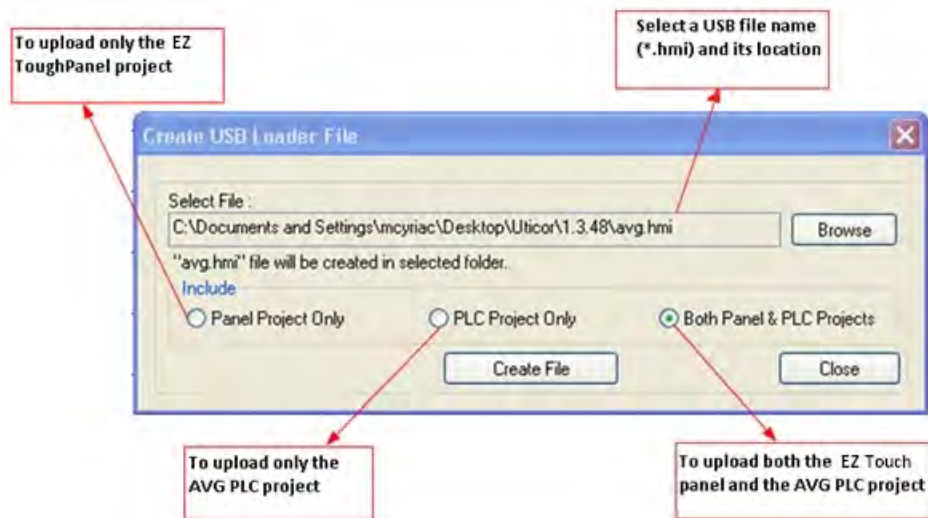 To upload only the EZ
ToughPanel project
Select a USB file name
(*.hmi) and its location
Create USB Loader File
Select File :
C:\Documents and Settings\mcyriac\Desktop\Uticor\1.3.48\avg.hmi
Browse
"avg.hmi" file will be created in selected folder.
Include
Panel Project Only
PLC Project Only
Both Panel & PLC Projects
Create File
Close
To upload only the
AVG PLC project
To upload both the EZ Touch
panel and the AVG PLC project